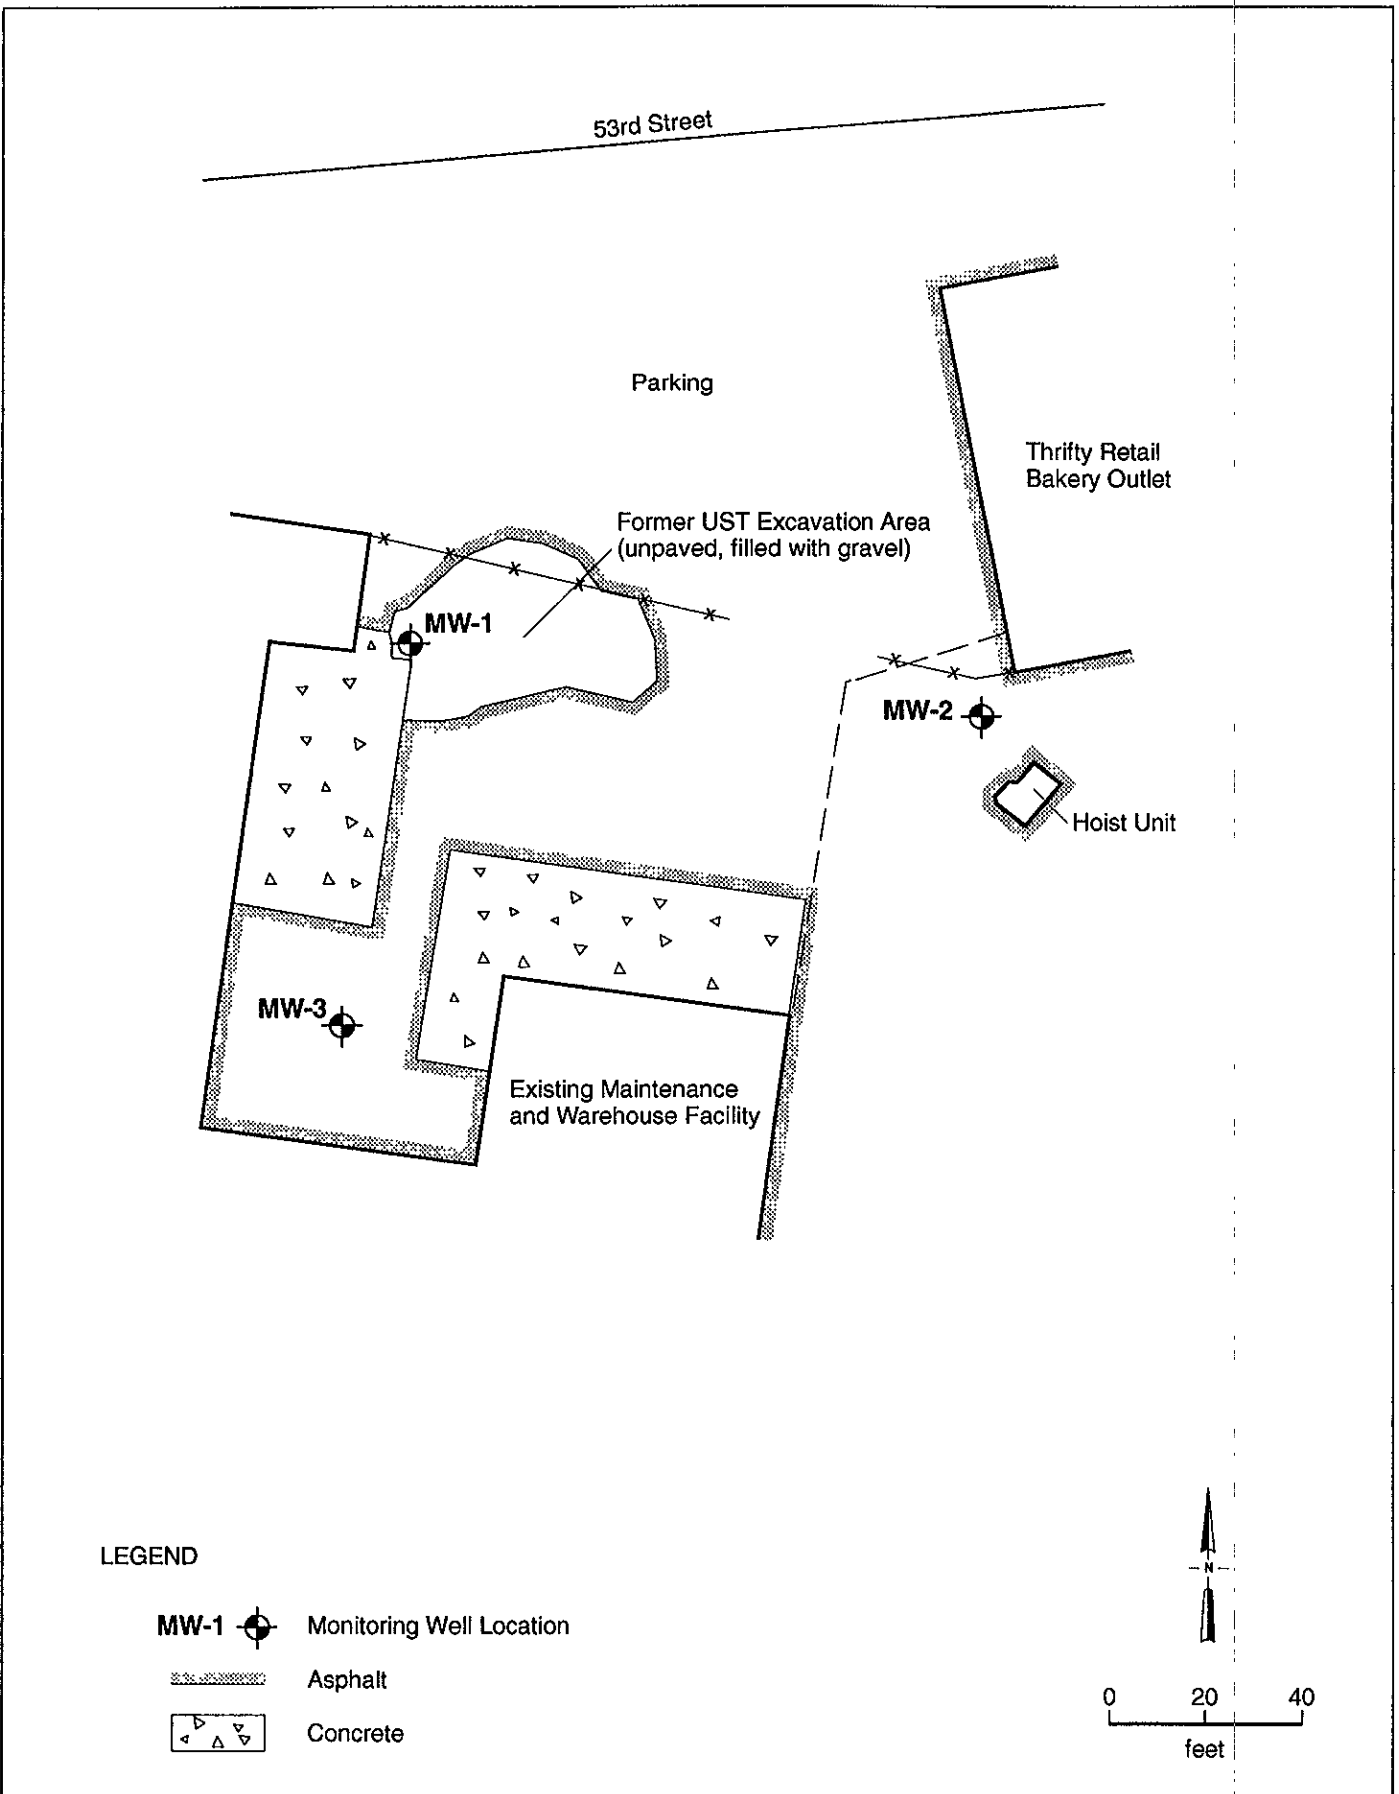 53rd Street
Parking
Thrifty Retail
Bakery Outlet
Former UST Excavation Area
(unpaved, filled with gravel)
MW-1
MW-2
Hoist Unit
MW-3
Existing Maintenance
and Warehouse Facility
N
LEGEND
MW-1 Monitoring Well Location
Asphalt
Concrete
0 20 40
feet